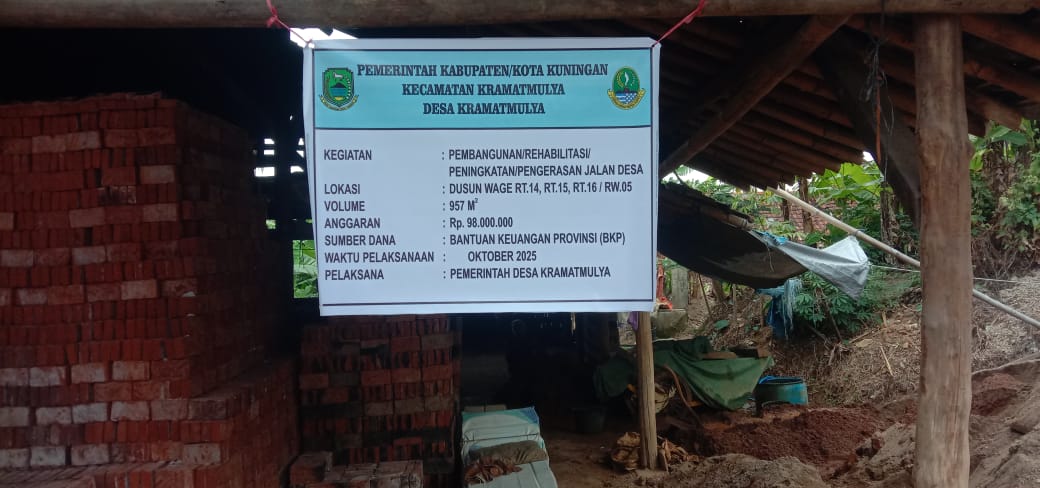 PEMERINTAH KABUPATEN/KOTA KUNINGAN
KECAMATAN KRAMATMULYA
DESA KRAMATMULYA
KEGIATAN : PEMBANGUNAN/REHABILITASI/
PENINGKATAN/PENGERASAN JALAN DESA
LOKASI : DUSUN WAGE RT.14, RT.15, RT.16 / RW.05
VOLUME : 957 M²
ANGGARAN : Rp. 98.000.000
SUMBER DANA : BANTUAN KEUANGAN PROVINSI (BKP)
WAKTU PELAKSANAAN : OKTOBER 2025
PELAKSANA : PEMERINTAH DESA KRAMATMULYA